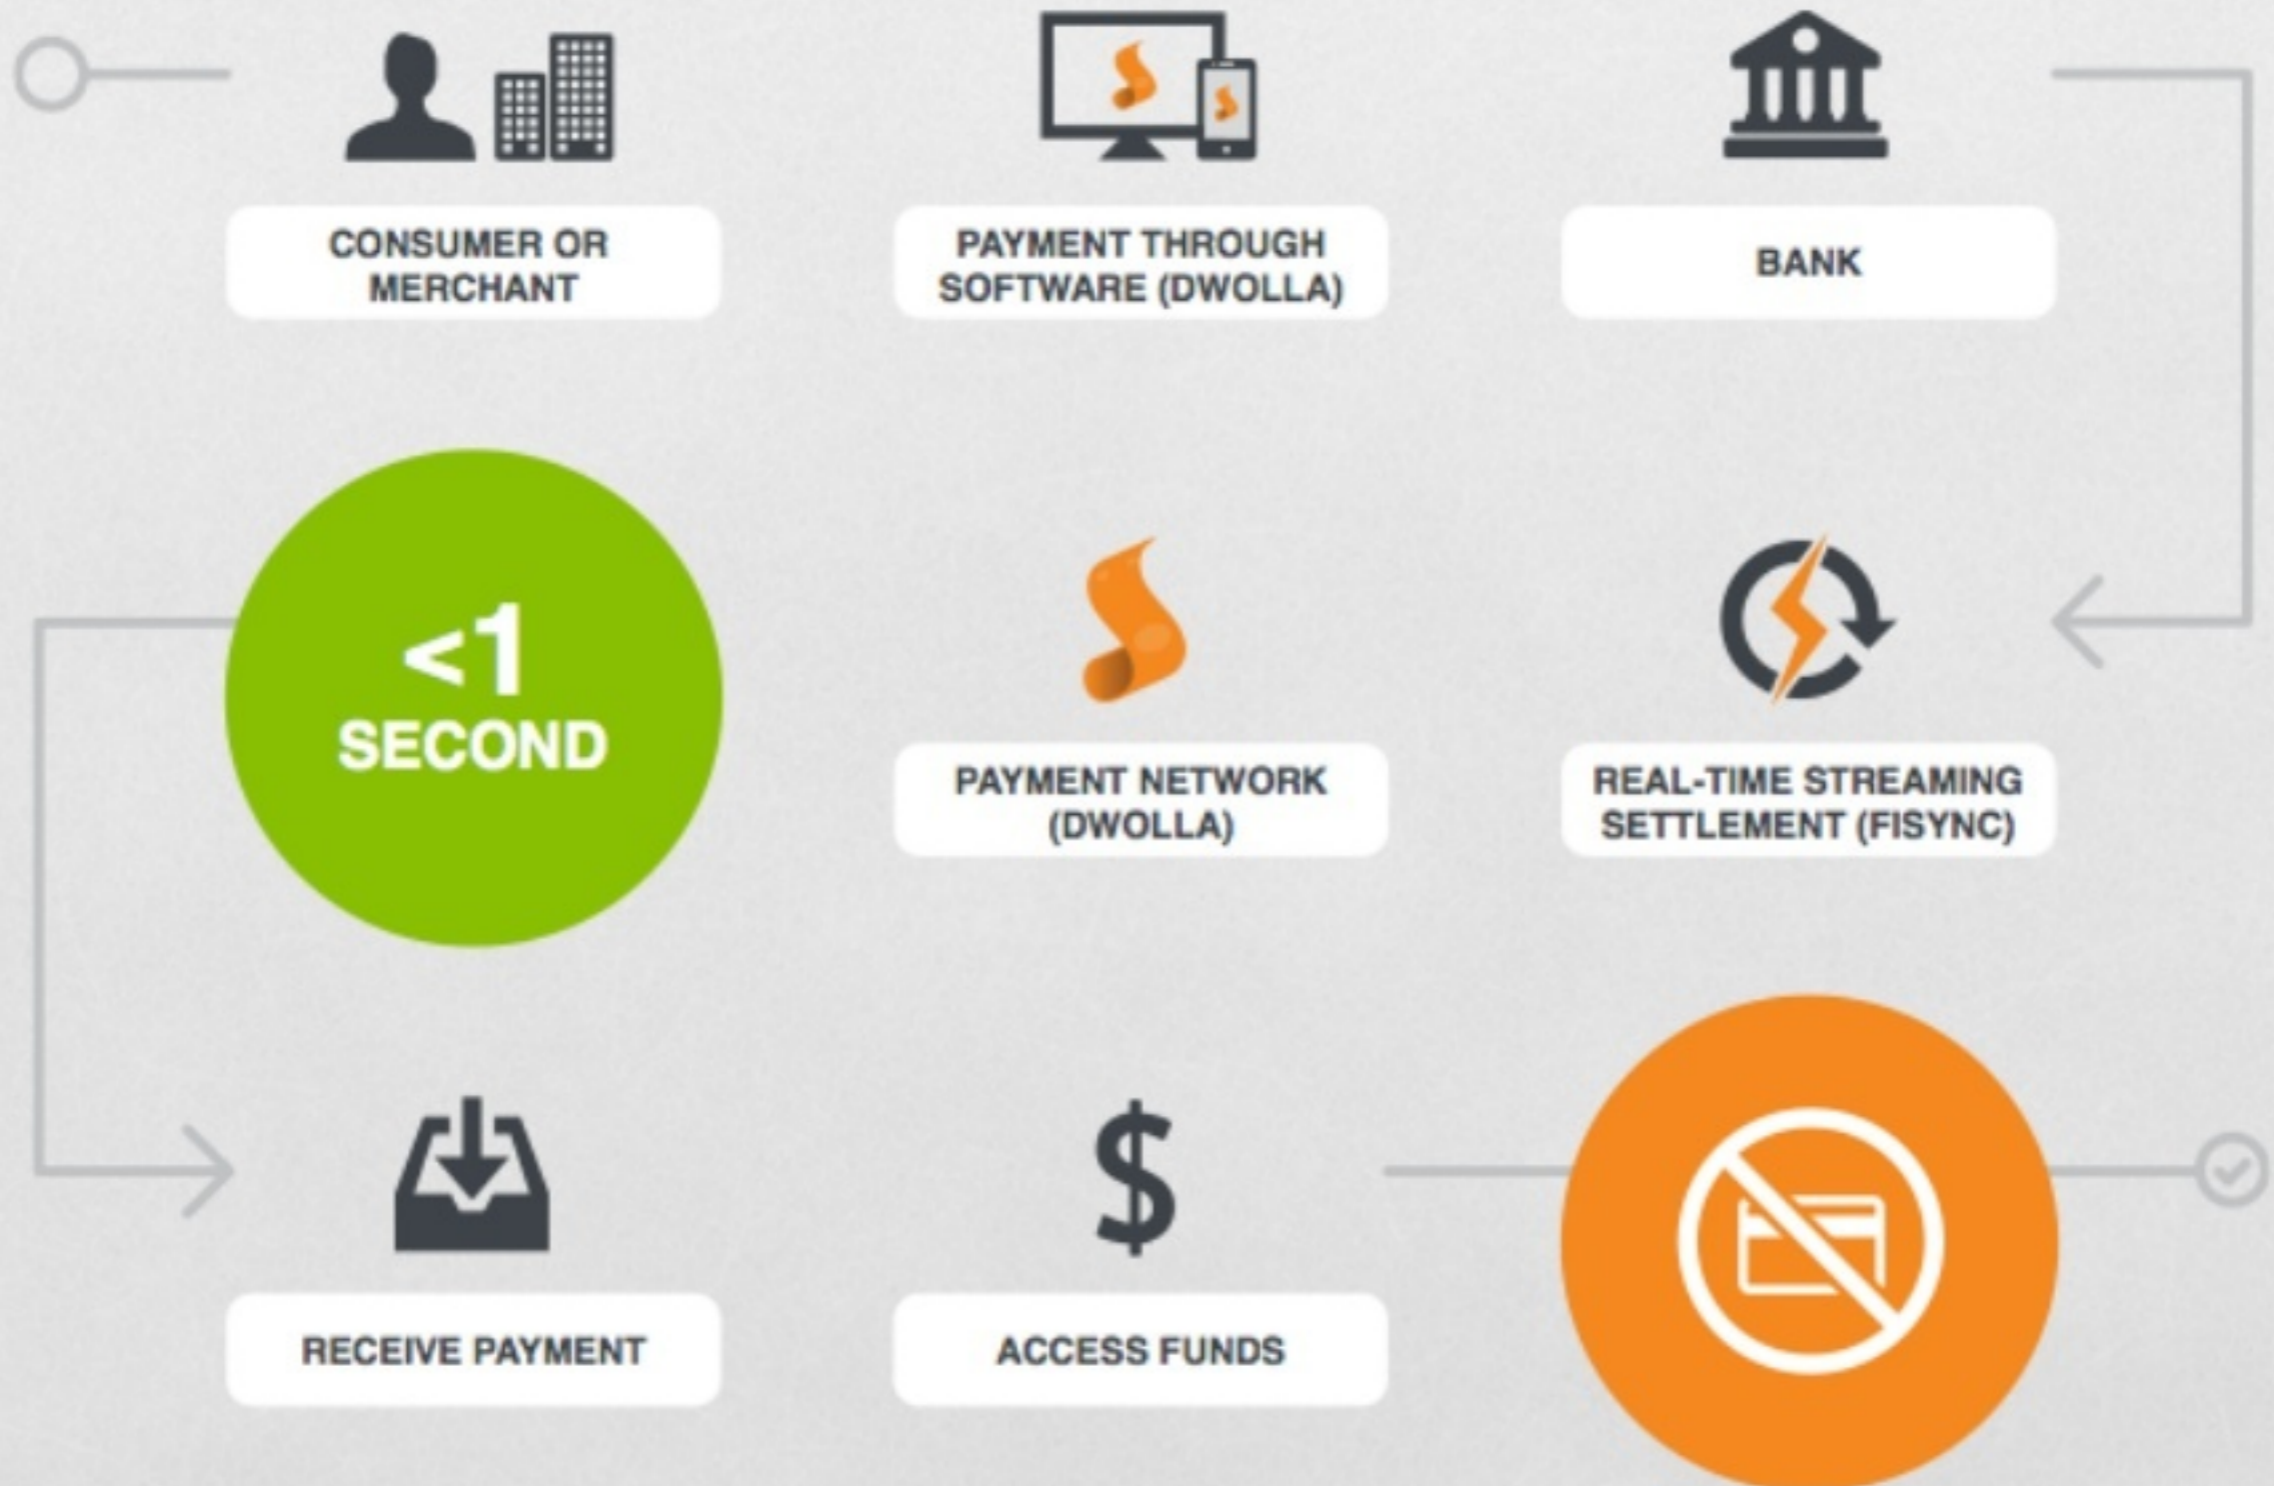 CONSUMER OR
MERCHANT
PAYMENT THROUGH
SOFTWARE (DWOLLA)
BANK
<1
SECOND
PAYMENT NETWORK
(DWOLLA)
REAL-TIME STREAMING
SETTLEMENT (FISYNC)
RECEIVE PAYMENT
$
ACCESS FUNDS